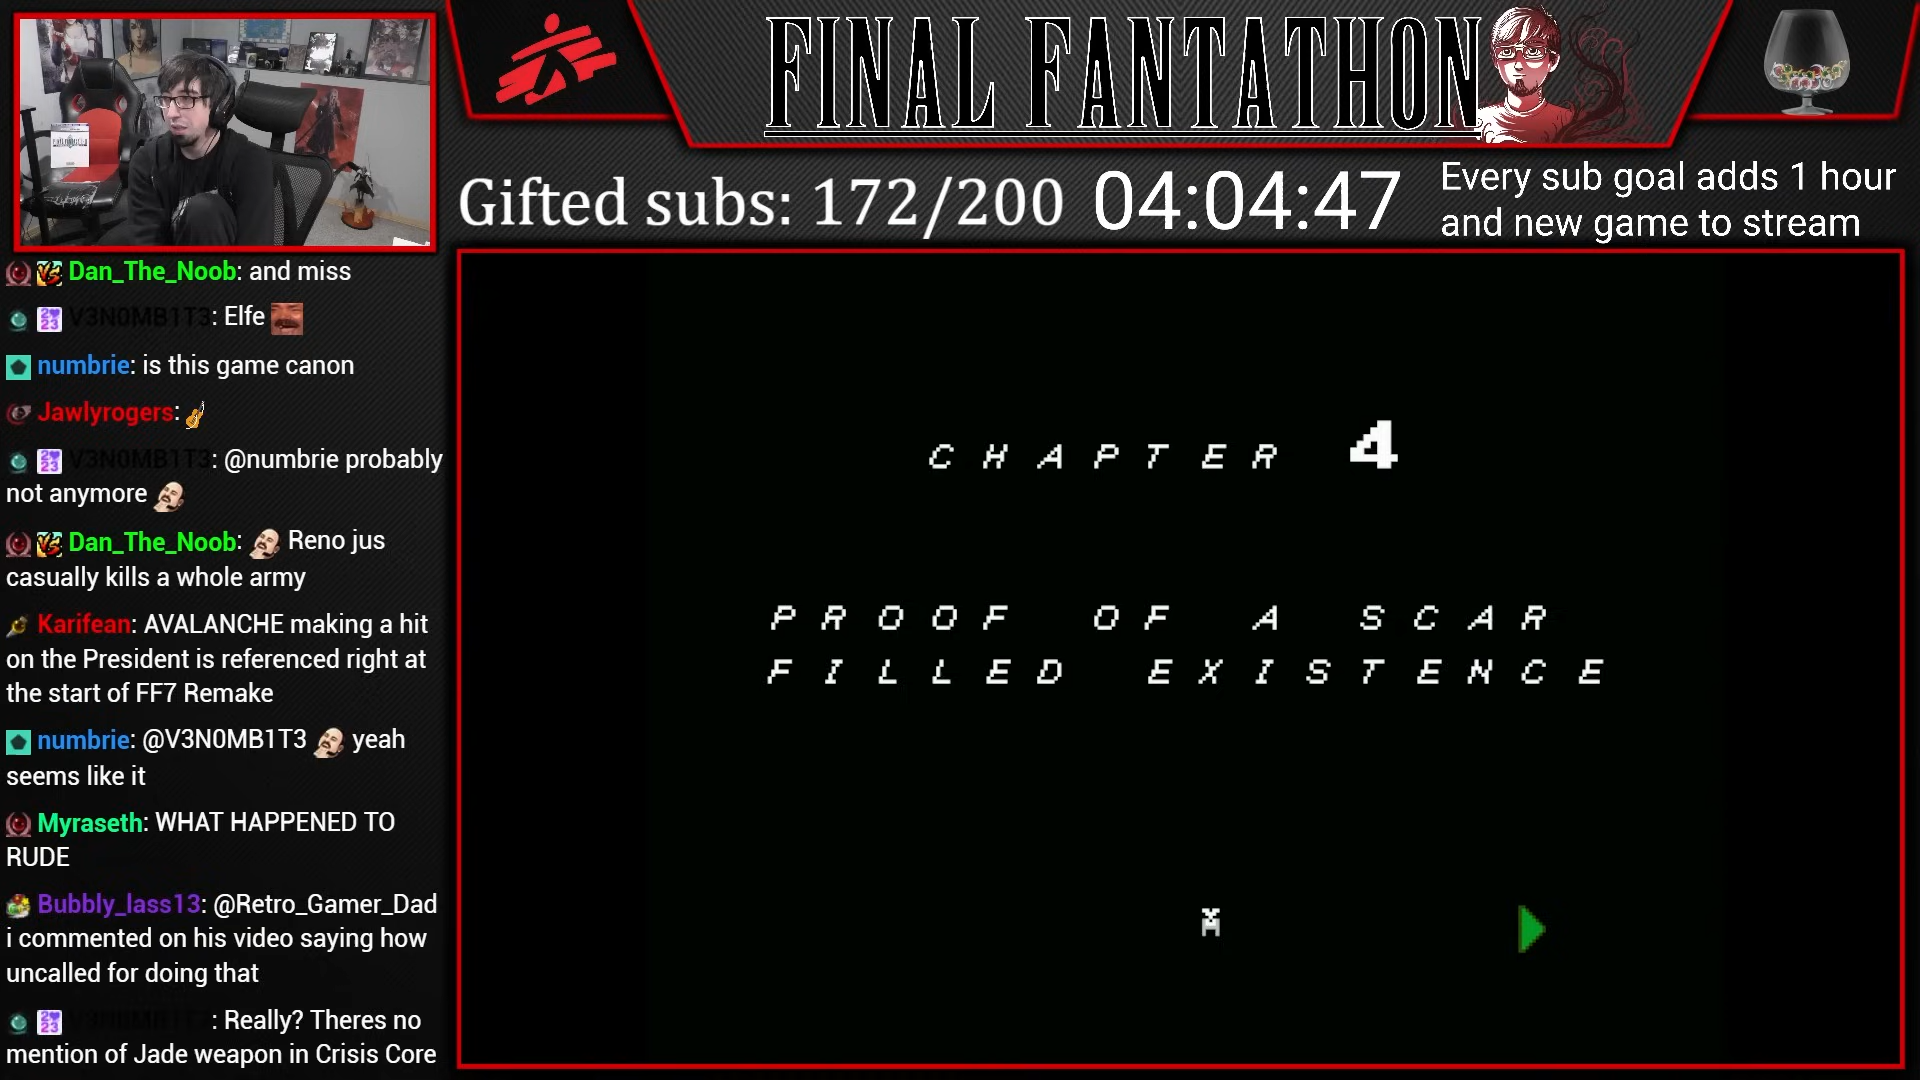 FINAL FANTATHON
Gifted subs: 172/200
04:04:47
Every sub goal adds 1 hour
and new game to stream
Dan_The_Noob: and miss
V3N0MB1T3: Elfe
numbrie: is this game canon
Jawlyrogers:
V3N0MB1T3: @numbrie probably
not anymore
Dan_The_Noob: Reno jus
casually kills a whole army
Karifean: AVALANCHE making a hit
on the President is referenced right at
the start of FF7 Remake
numbrie: @V3N0MB1T3 yeah
seems like it
Myraseth: WHAT HAPPENED TO
RUDE
Bubbly_lass13: @Retro_Gamer_Dad
i commented on his video saying how
uncalled for doing that
: Really? Theres no
mention of Jade weapon in Crisis Core
CHAPTER 4
PROOF OF A SCAR
FILLED EXISTENCE